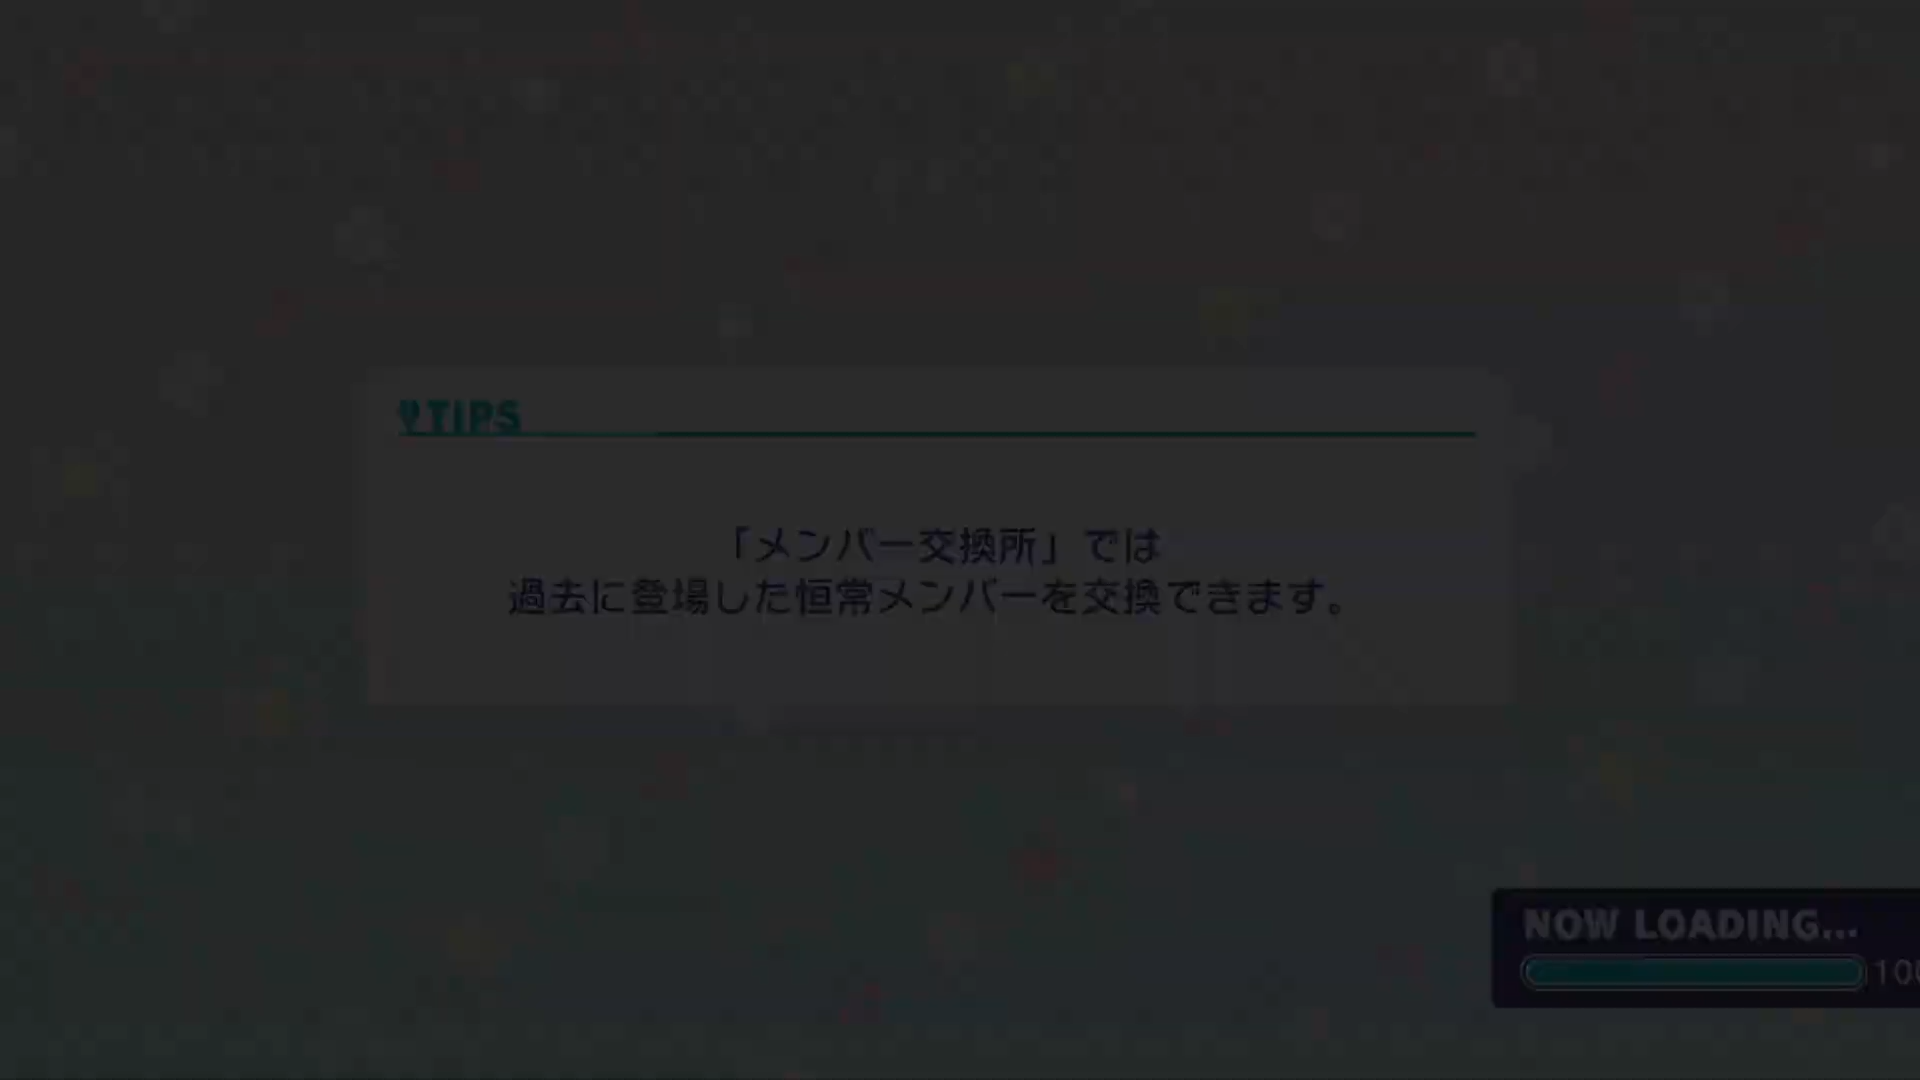 TIPS
「メンバー交換所」では
過去に登場した恒常メンバーを交換できます。
NOW LOADING...
100